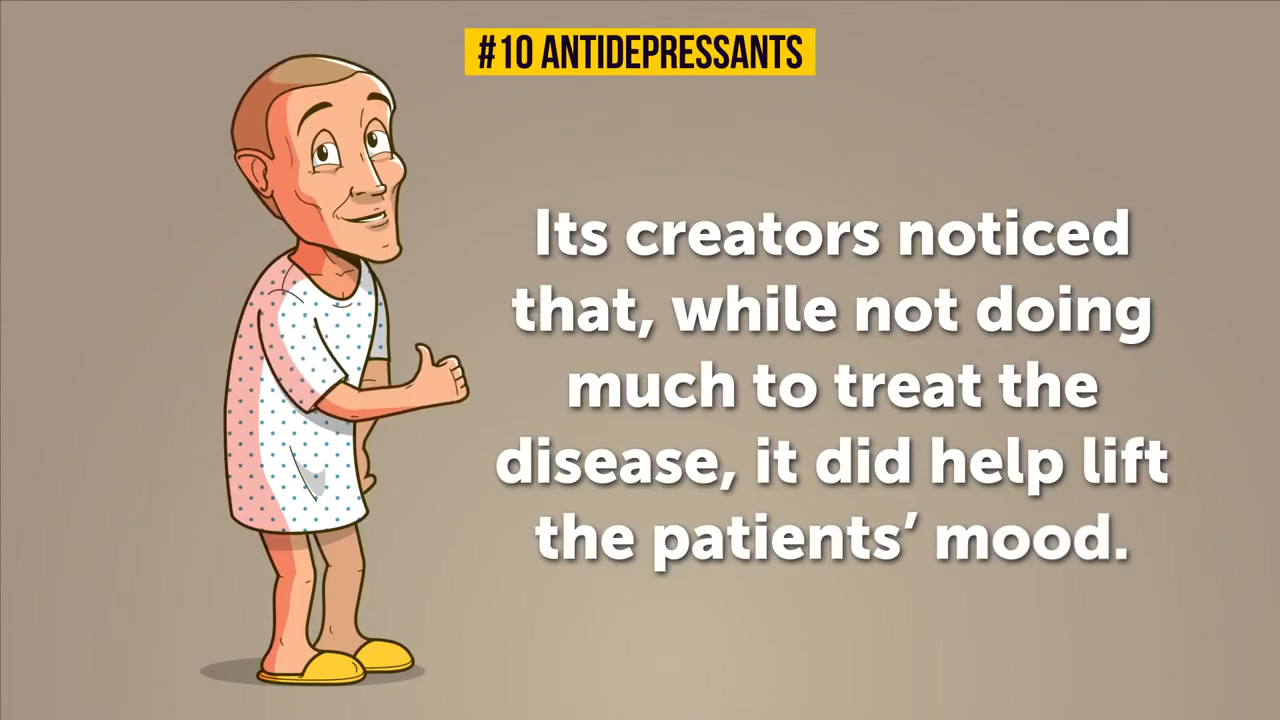 #10 ANTIDEPRESSANTS
Its creators noticed
that, while not doing
much to treat the
disease, it did help lift
the patients’ mood.